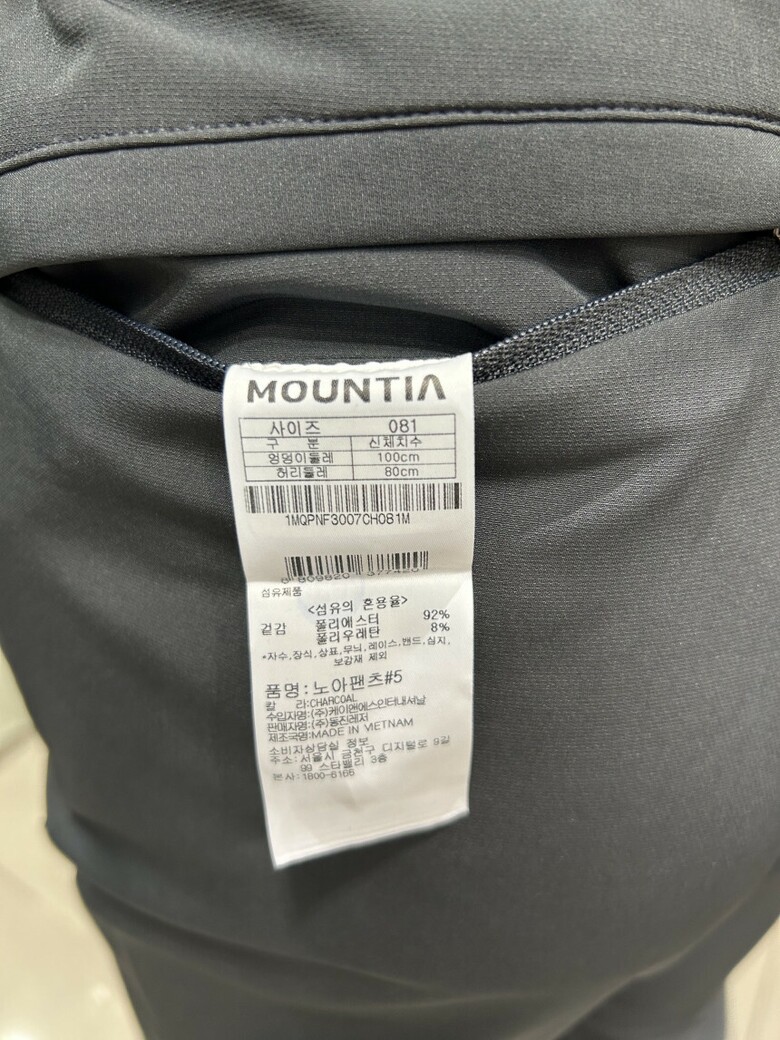 MOUNTIA
사이즈 081
구 분 신체치수
엉덩이둘레 100cm
허리둘레 80cm
1MQPNF3007CH081M
8 809820 377420
섬유제품
<섬유의 혼용율>
겉감 폴리에스터 92%
폴리우레탄 8%
*자수,장식,상표,무늬,레이스,밴드,심지,
보강재 제외
품명:노아팬츠#5
칼 라:CHARCOAL
수입자명:(주)케이앤에스인터내셔날
판매자명:(주)동진레저
제조국명:MADE IN VIETNAM
소비자상담실 정보
주소:서울시 금천구 디지털로 9길
99 스타밸리 3층
본사:1800-6166